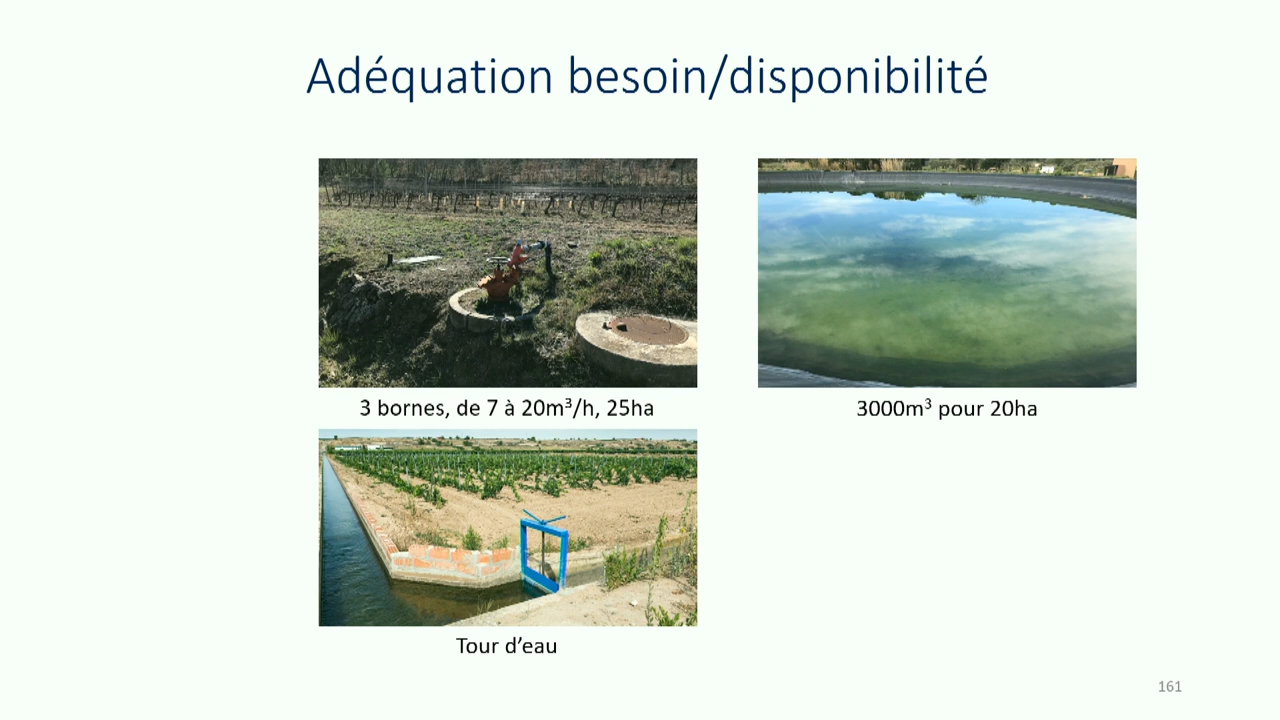 Adéquation besoin/disponibilité
3 bornes, de 7 à 20m³/h, 25ha
3000m³ pour 20ha
Tour d’eau
161